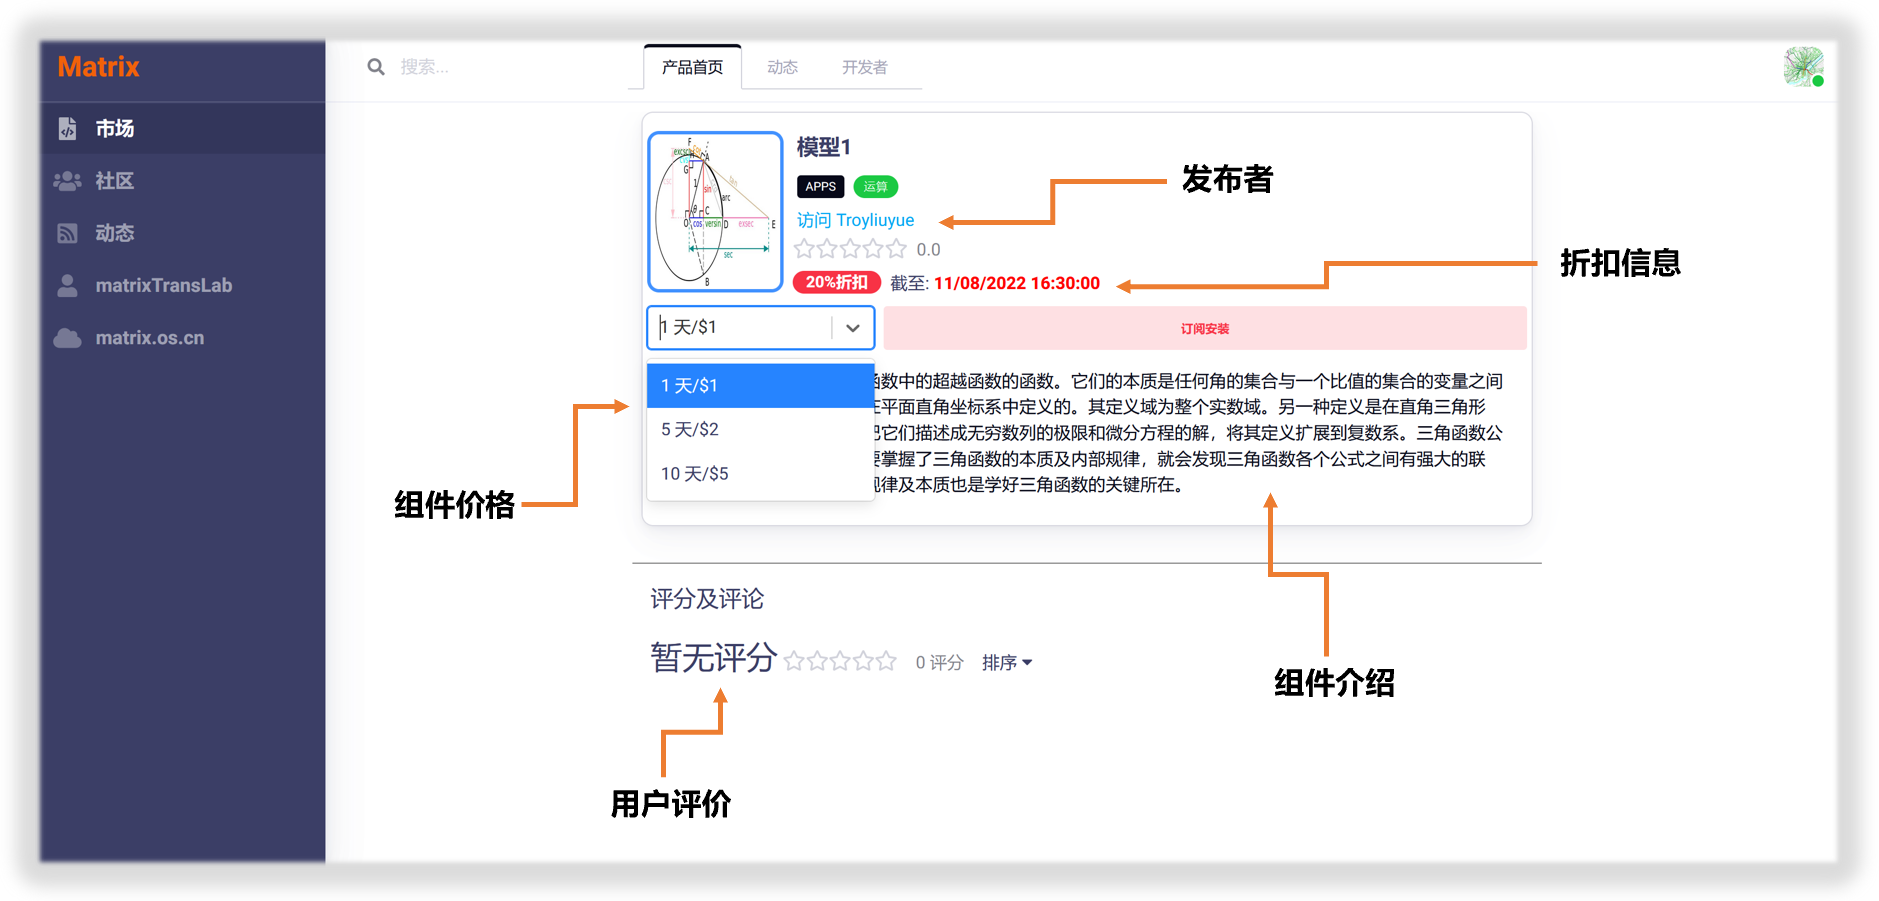 Matrix
搜索...
产品首页 动态 开发者
市场
社区
动态
matrixTransLab
matrix.os.cn
模型1
APPS 运算
访问 Troyliuyue
0.0
20%折扣 截至: 11/08/2022 16:30:00
发布者
折扣信息
F
A
G
1
sin
tan
arc
θ
C
O
cos
versin
D
exsec
E
sec
B
1 天/$1
订阅安装
1 天/$1
5 天/$2
10 天/$5
函数中的超越函数的函数。它们的本质是任何角的集合与一个比值的集合的变量之间
平面直角坐标系中定义的。其定义域为整个实数域。另一种定义是在直角三角形
它们描述成无穷数列的极限和微分方程的解，将其定义扩展到复数系。三角函数公
掌握了三角函数的本质及内部规律，就会发现三角函数各个公式之间有强大的联
律及本质也是学好三角函数的关键所在。
组件价格
评分及评论
暂无评分 0 评分 排序
组件介绍
用户评价